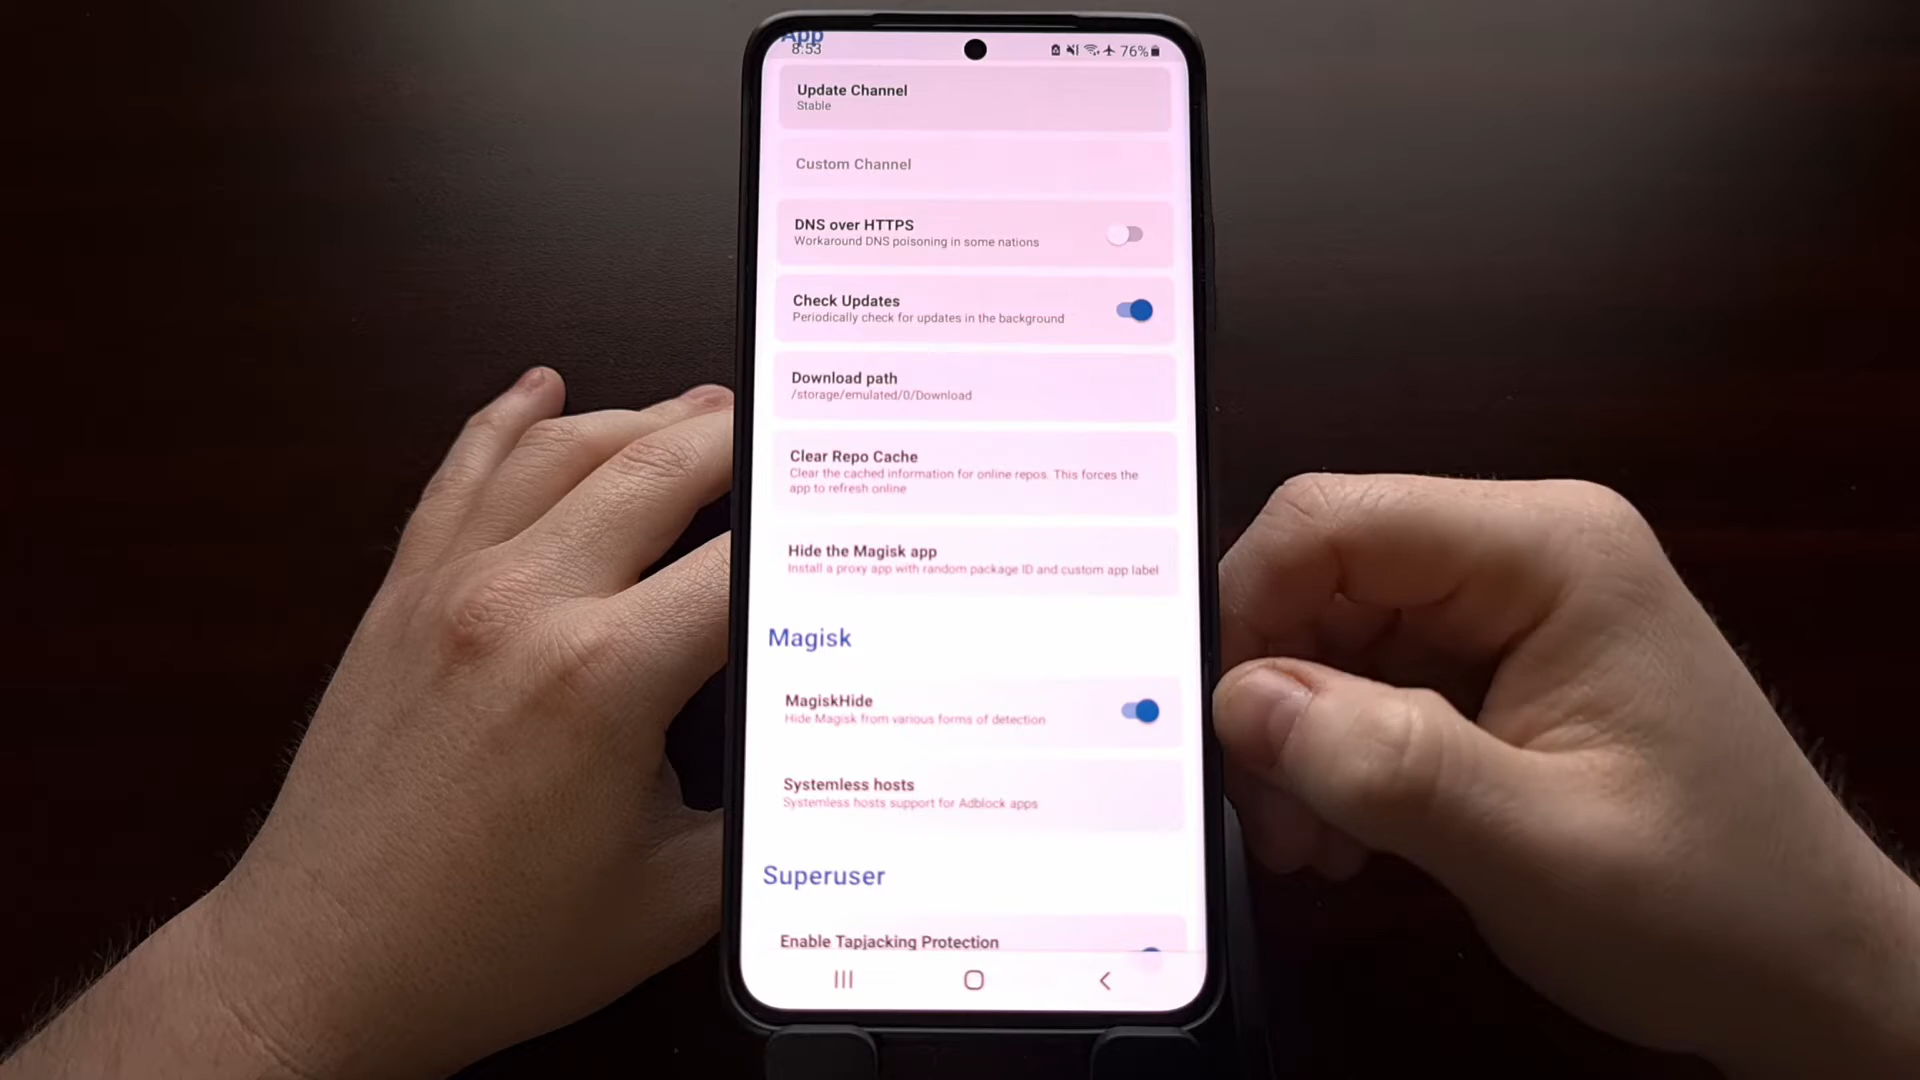 App
8:53
76%
Update Channel
Stable
Custom Channel
DNS over HTTPS
Workaround DNS poisoning in some nations
Check Updates
Periodically check for updates in the background
Download path
/storage/emulated/0/Download
Clear Repo Cache
Clear the cached information for online repos. This forces the
app to refresh online
Hide the Magisk app
Install a proxy app with random package ID and custom app label
Magisk
MagiskHide
Hide Magisk from various forms of detection
Systemless hosts
Systemless hosts support for Adblock apps
Superuser
Enable Tapjacking Protection